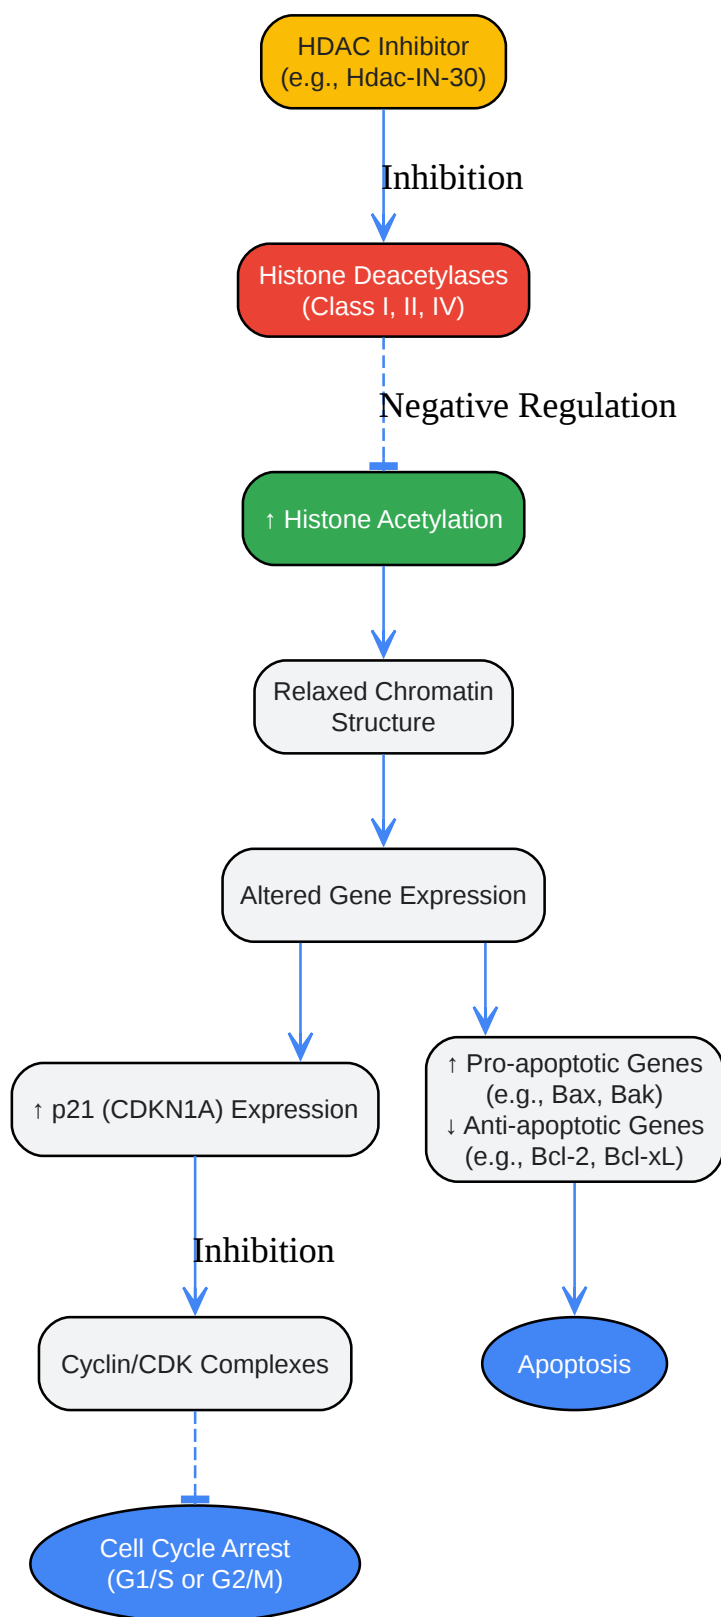 HDAC Inhibitor
(e.g., Hdac-IN-30)
Inhibition
Histone Deacetylases
(Class I, II, IV)
Negative Regulation
↑ Histone Acetylation
Relaxed Chromatin
Structure
Altered Gene Expression
↑ p21 (CDKN1A) Expression
↑ Pro-apoptotic Genes
(e.g., Bax, Bak)
↓ Anti-apoptotic Genes
(e.g., Bcl-2, Bcl-xL)
Inhibition
Cyclin/CDK Complexes
Apoptosis
Cell Cycle Arrest
(G1/S or G2/M)